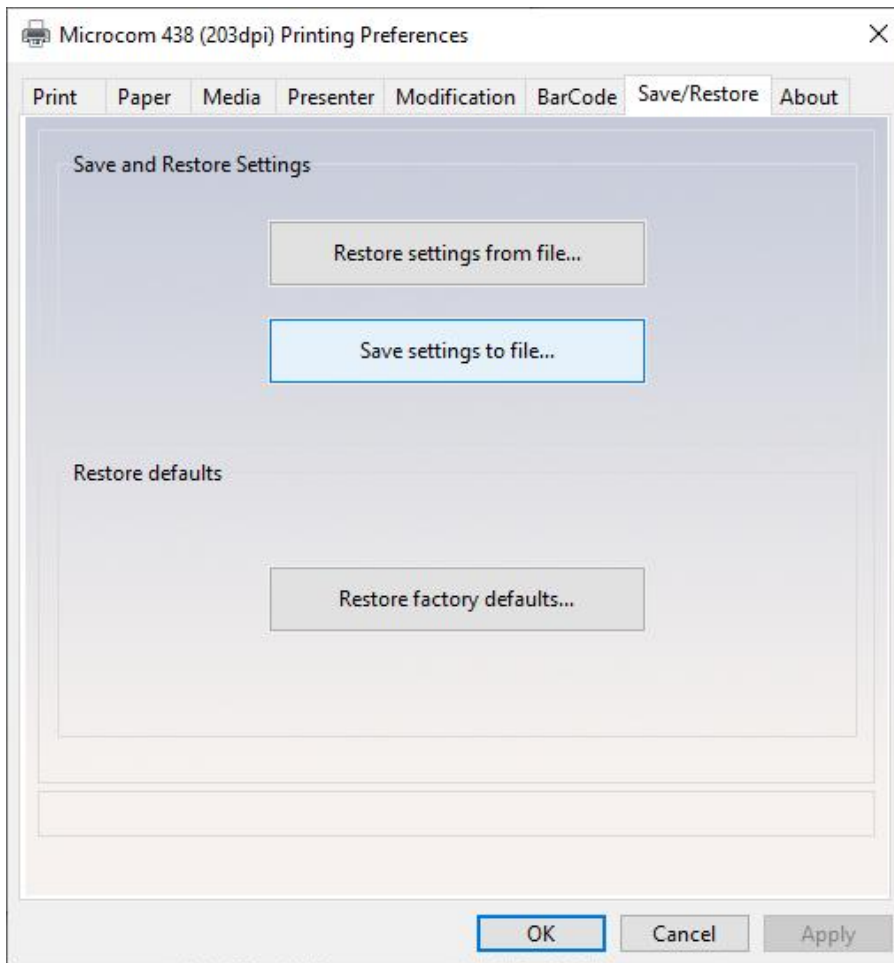 Microcom 438 (203dpi) Printing Preferences
Print Paper Media Presenter Modification BarCode Save/Restore About
Save and Restore Settings
Restore settings from file...
Save settings to file...
Restore defaults
Restore factory defaults...
OK Cancel Apply